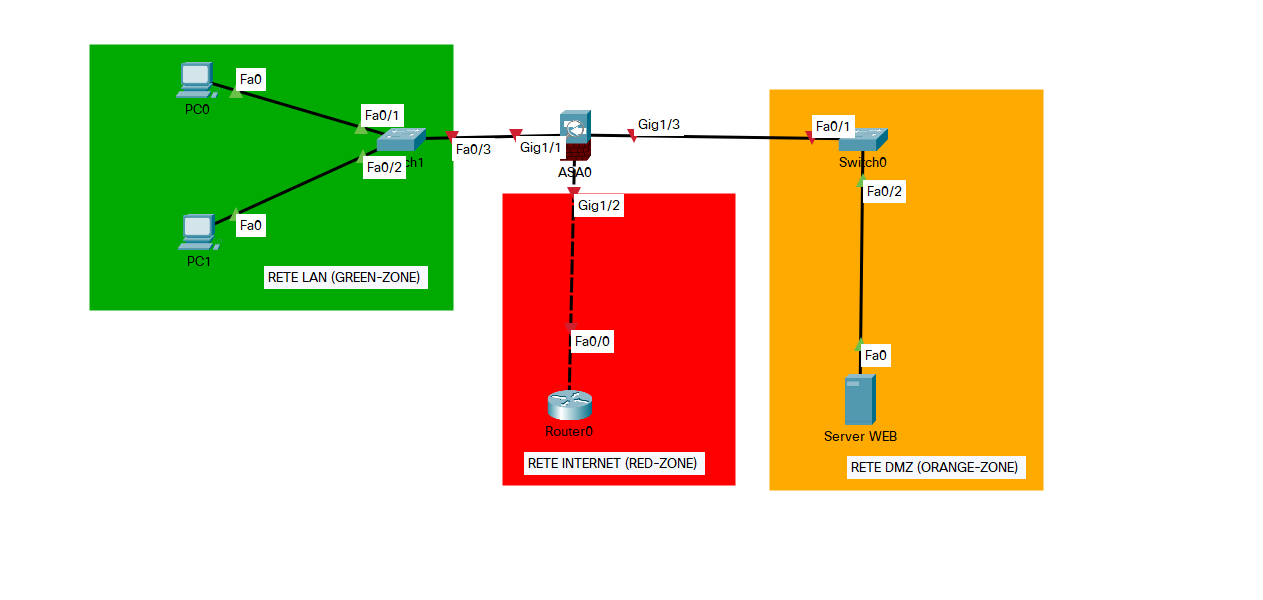 Fa0
PC0
Fa0/1
Fa0/2
ch1
Fa0
PC1
RETE LAN (GREEN-ZONE)
Fa0/3
Gig1/1
ASA0
Gig1/3
Gig1/2
Fa0/0
Router0
RETE INTERNET (RED-ZONE)
Fa0/1
Switch0
Fa0/2
Fa0
Server WEB
RETE DMZ (ORANGE-ZONE)